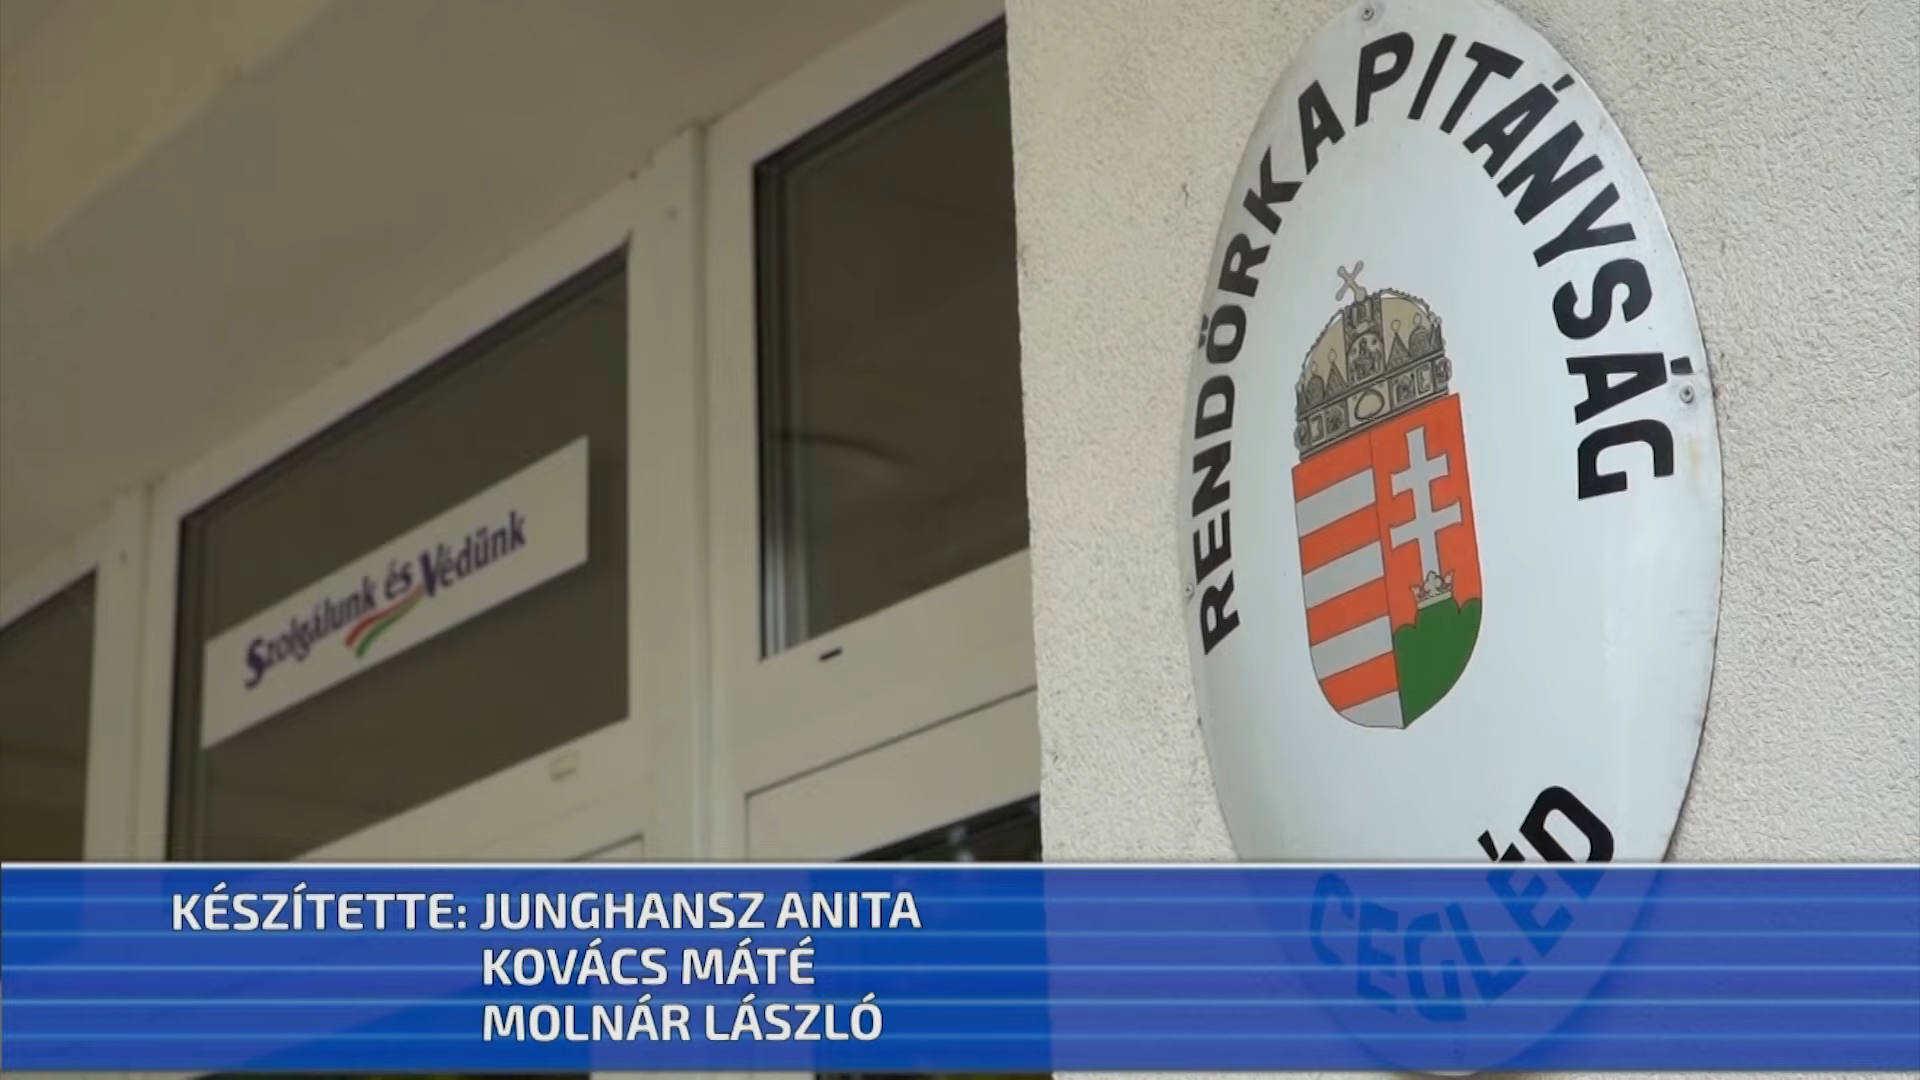 RENDŐRKAPITÁNYSÁG
CEGLÉD
Szolgálunk és Védünk
KÉSZÍTETTE: JUNGHANSZ ANITA
KOVÁCS MÁTÉ
MOLNÁR LÁSZLÓ